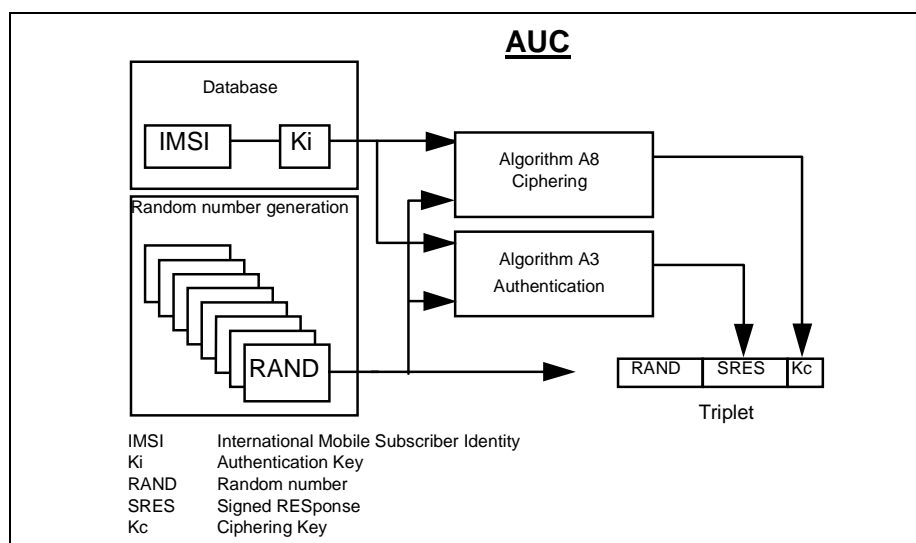 AUC
Database
IMSI
Ki
Random number generation
RAND
Algorithm A8
Ciphering
Algorithm A3
Authentication
RAND SRES Kc
Triplet
IMSI International Mobile Subscriber Identity
Ki Authentication Key
RAND Random number
SRES Signed RESponse
Kc Ciphering Key